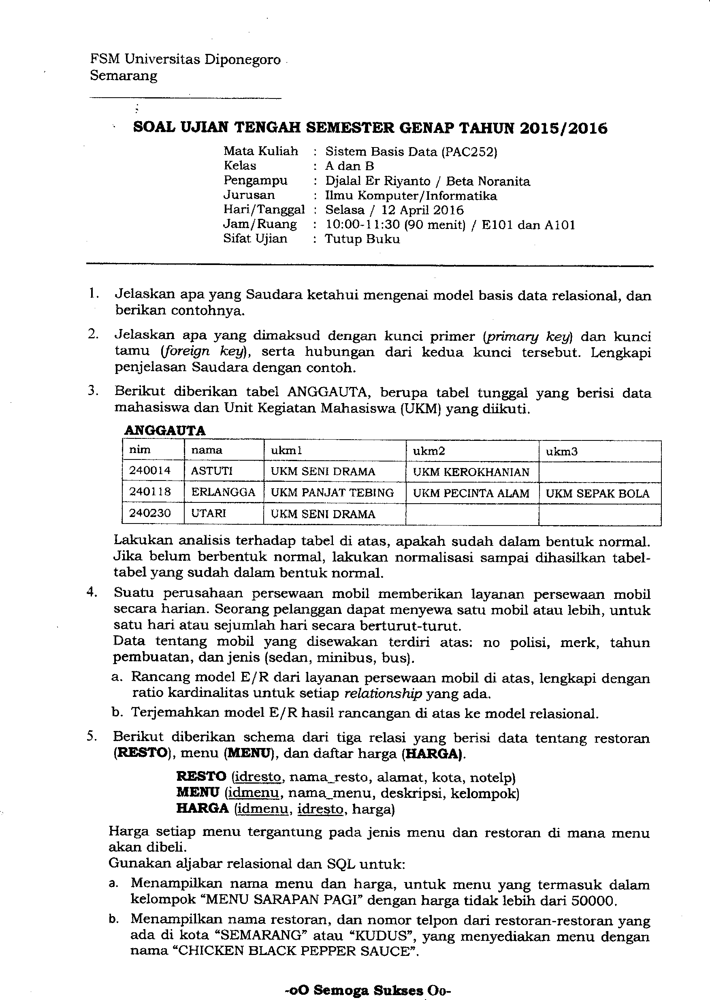 FSM Universitas Diponegoro
Semarang
SOAL UJIAN TENGAH SEMESTER GENAP TAHUN 2015/2016
Mata Kuliah : Sistem Basis Data (PAC252)
Kelas : A dan B
Pengampu : Djalal Er Riyanto / Beta Noranita
Jurusan : Ilmu Komputer/Informatika
Hari/Tanggal : Selasa / 12 April 2016
Jam/Ruang : 10:00-11:30 (90 menit) / E101 dan A101
Sifat Ujian : Tutup Buku
1. Jelaskan apa yang Saudara ketahui mengenai model basis data relasional, dan
berikan contohnya.
2. Jelaskan apa yang dimaksud dengan kunci primer (primary key) dan kunci
tamu (foreign key), serta hubungan dari kedua kunci tersebut. Lengkapi
penjelasan Saudara dengan contoh.
3. Berikut diberikan tabel ANGGAUTA, berupa tabel tunggal yang berisi data
mahasiswa dan Unit Kegiatan Mahasiswa (UKM) yang diikuti.
ANGGAUTA
nim nama ukm1 ukm2 ukm3
240014 ASTUTI UKM SENI DRAMA UKM KEROKHANIAN
240118 ERLANGGA UKM PANJAT TEBING UKM PECINTA ALAM UKM SEPAK BOLA
240230 UTARI UKM SENI DRAMA
Lakukan analisis terhadap tabel di atas, apakah sudah dalam bentuk normal.
Jika belum berbentuk normal, lakukan normalisasi sampai dihasilkan tabel-
tabel yang sudah dalam bentuk normal.
4. Suatu perusahaan persewaan mobil memberikan layanan persewaan mobil
secara harian. Seorang pelanggan dapat menyewa satu mobil atau lebih, untuk
satu hari atau sejumlah hari secara berturut-turut.
Data tentang mobil yang disewakan terdiri atas: no polisi, merk, tahun
pembuatan, dan jenis (sedan, minibus, bus).
a. Rancang model E/R dari layanan persewaan mobil di atas, lengkapi dengan
ratio kardinalitas untuk setiap relationship yang ada.
b. Terjemahkan model E/R hasil rancangan di atas ke model relasional.
5. Berikut diberikan schema dari tiga relasi yang berisi data tentang restoran
(RESTO), menu (MENU), dan daftar harga (HARGA).
RESTO (idresto, nama_resto, alamat, kota, notelp)
MENU (idmenu, nama_menu, deskripsi, kelompok)
HARGA (idmenu, idresto, harga)
Harga setiap menu tergantung pada jenis menu dan restoran di mana menu
akan dibeli.
Gunakan aljabar relasional dan SQL untuk:
a. Menampilkan nama menu dan harga, untuk menu yang termasuk dalam
kelompok “MENU SARAPAN PAGI” dengan harga tidak lebih dari 50000.
b. Menampilkan nama restoran, dan nomor telpon dari restoran-restoran yang
ada di kota “SEMARANG” atau “KUDUS”, yang menyediakan menu dengan
nama “CHICKEN BLACK PEPPER SAUCE”.
-oO Semoga Sukses Oo-